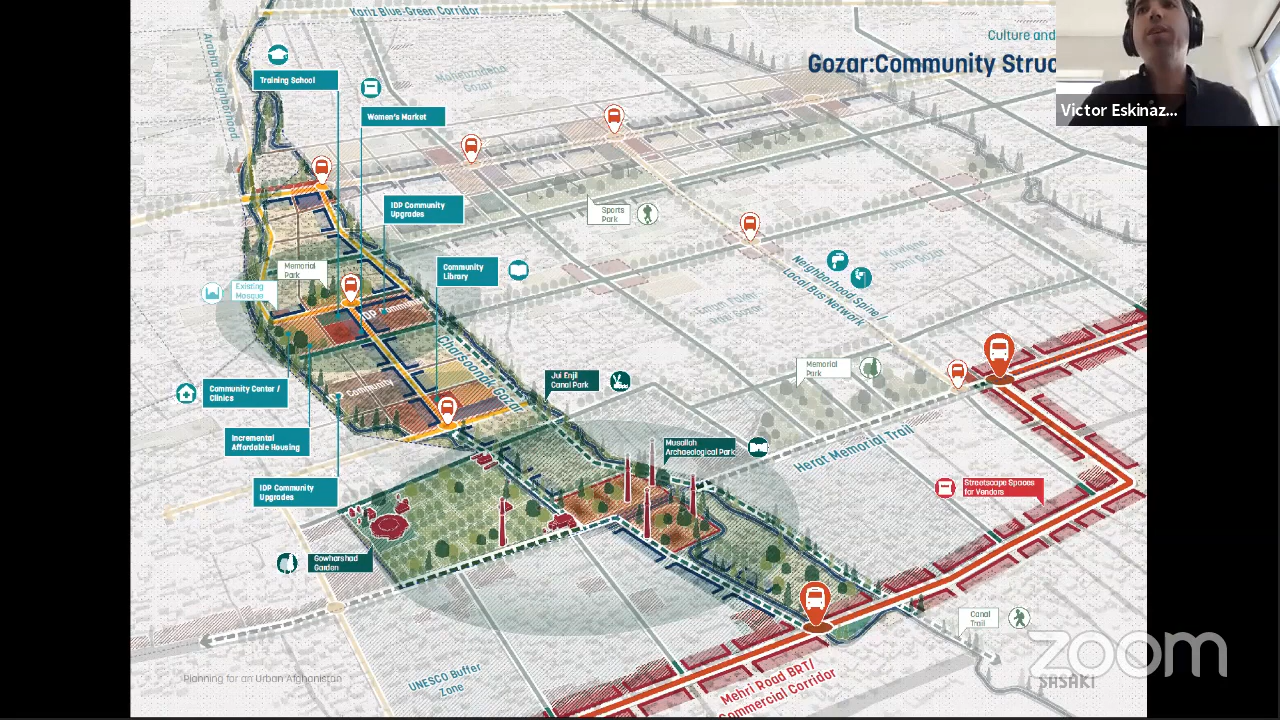 Kariz Blue-Green Corridor
Culture and
Gozar:Community Struc
Victor Eskinaz...
Arabha Neighborhood
Training School
Women's Market
IDP Community
Upgrades
Sports
Park
Memorial
Park
Existing
Mosque
Community
Library
Neighborhood Spine/
Local Bus Network
Charsoonak Gozar
Community
Community Center /
Clinics
Jui Enjil
Canal Park
Memorial
Park
Incremental
Affordable Housing
Musallah
Archaeological Park
Herat Memorial Trail
IDP Community
Upgrades
Streetscape Spaces
for Vendors
Gowharshad
Garden
Canal
Trail
zoom
SASAKI
Planning for an Urban Afghanistan
UNESCO Buffer
Zone
Mehri Road BRT/
Commercial Corridor